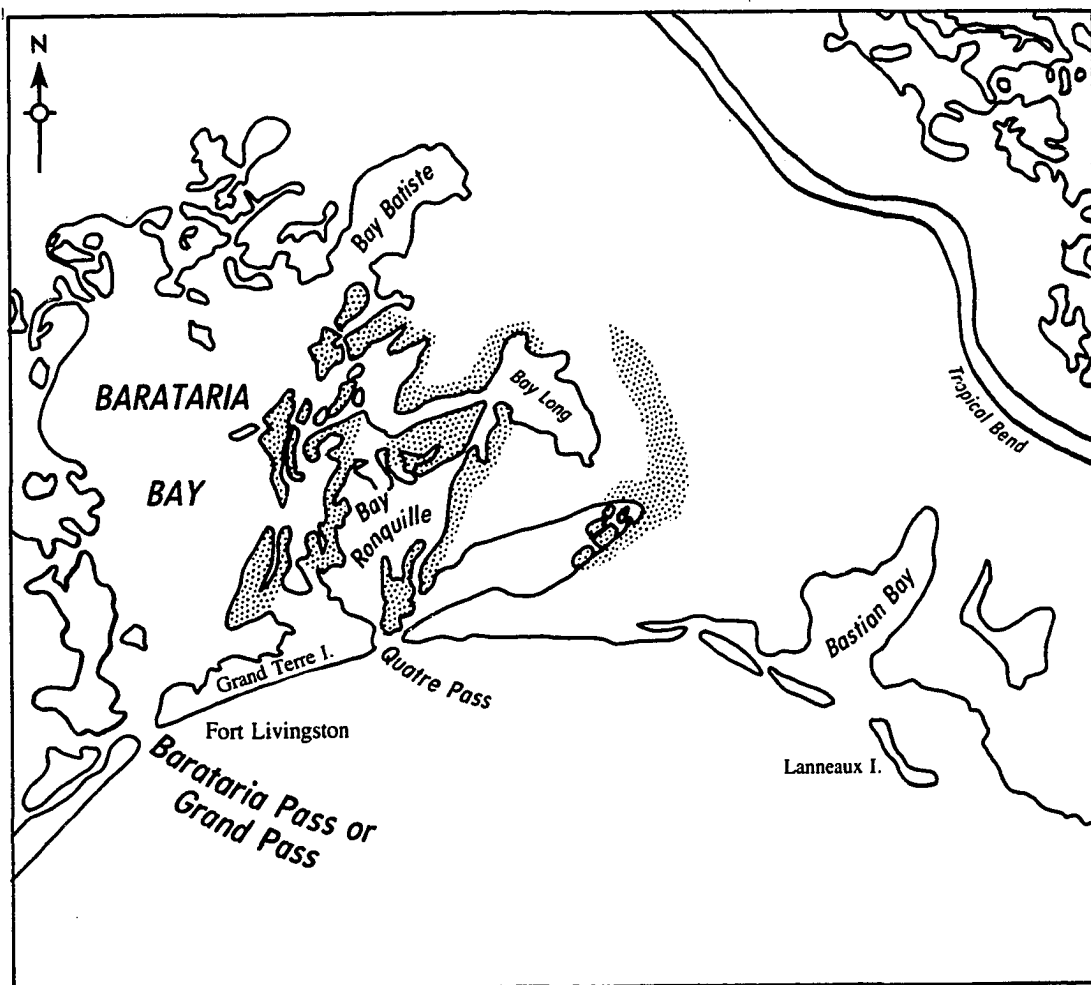 N
Bay Batiste
BARATARIA
BAY
Bay Long
Tropical Bend
Bay
Ronquille
Bastian Bay
Grand Terre I.
Quatre Pass
Fort Livingston
Lanneaux I.
Barataria Pass or
Grand Pass